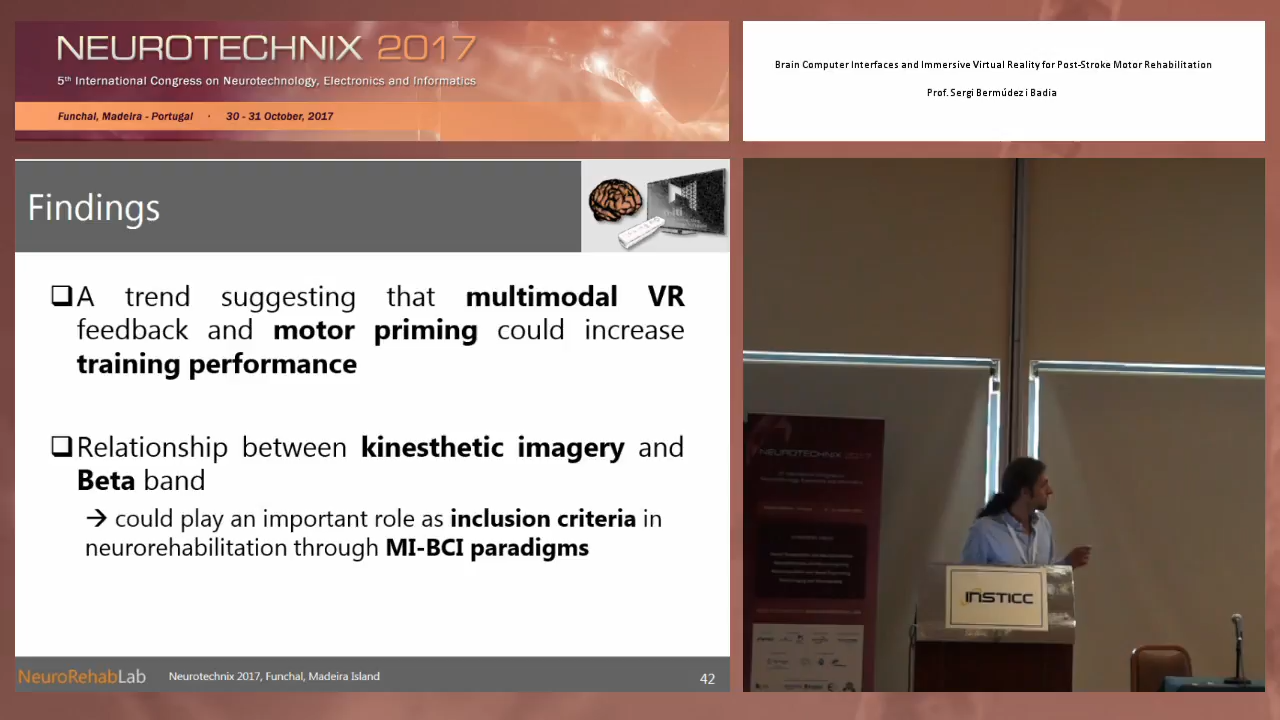 NEUROTECHNIX 2017
5th International Congress on Neurotechnology, Electronics and Informatics
Funchal, Madeira - Portugal · 30 - 31 October, 2017
Brain Computer Interfaces and Immersive Virtual Reality for Post-Stroke Motor Rehabilitation
Prof. Sergi Bermúdez i Badia
Findings
❑A trend suggesting that multimodal VR
feedback and motor priming could increase
training performance
❑Relationship between kinesthetic imagery and
Beta band
→ could play an important role as inclusion criteria in
neurorehabilitation through MI-BCI paradigms
NeuroRehabLab
Neurotechnix 2017, Funchal, Madeira Island
42
NEUROTECHNIX 2017
INSTICC